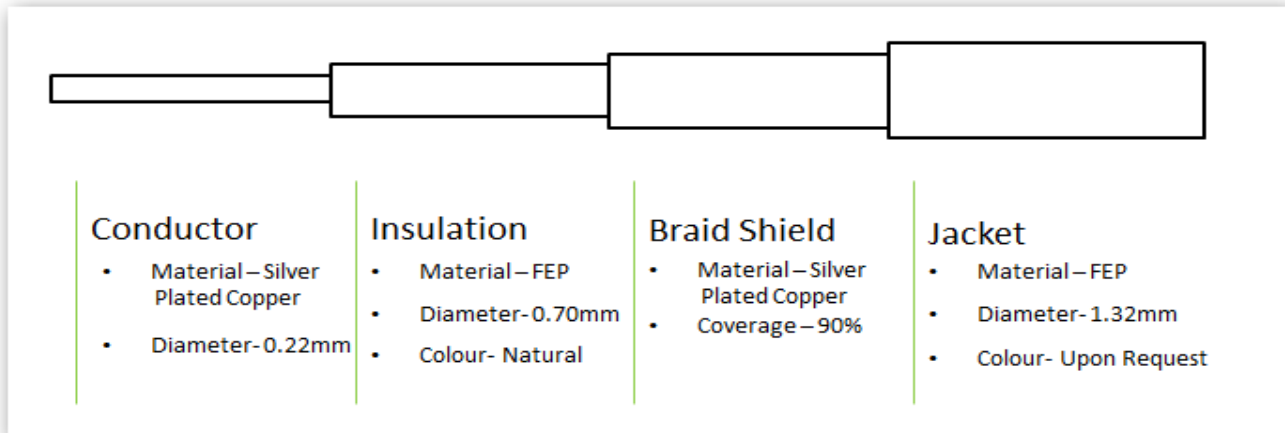 Conductor
• Material – Silver
Plated Copper
• Diameter- 0.22mm
Insulation
• Material – FEP
• Diameter- 0.70mm
• Colour- Natural
Braid Shield
• Material – Silver
Plated Copper
• Coverage – 90%
Jacket
• Material – FEP
• Diameter- 1.32mm
• Colour- Upon Request